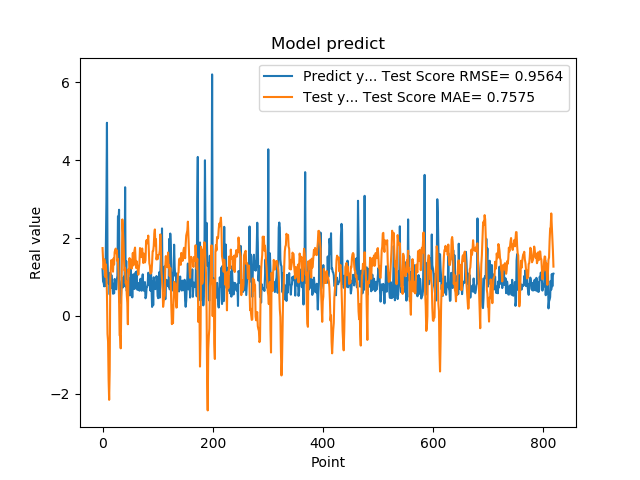 Model predict
Predict y... Test Score RMSE= 0.9564
Test y... Test Score MAE= 0.7575
6
4
2
0
−2
Real value
0 200 400 600 800
Point